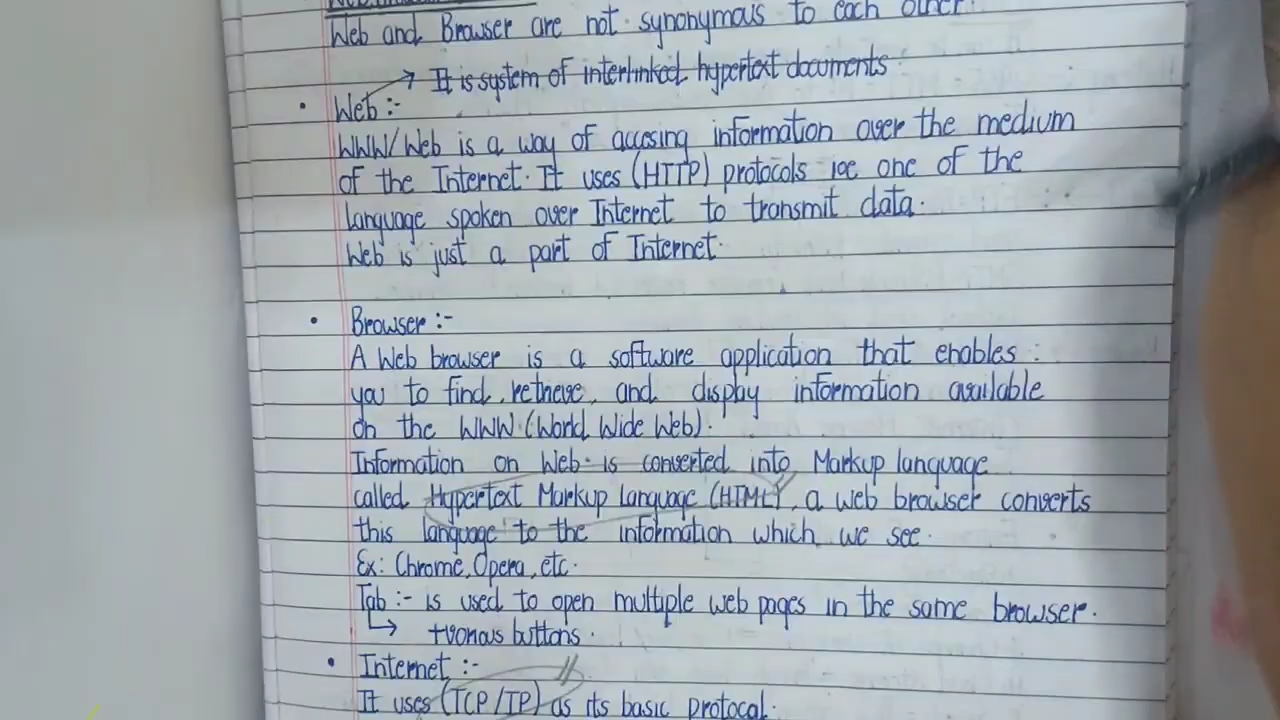 Web and Browser are not synonymous to each other.
→ It is system of interlinked hypertext documents.
• Web :-
WWW/Web is a way of accesing information over the medium
of the Internet. It uses (HTTP) protocols one of the
language spoken over Internet to transmit data.
Web is just a part of Internet.
• Browser :-
A Web browser is a software application that enables :
you to find, retrieve, and display information available
on the WWW. (World Wide Web).
Information on Web is converted into Markup language
called Hypertext Markup Language (HTML), a web browser converts
this language to the information which we see.
Ex: Chrome, Opera, etc.
Tab :- is used to open multiple web pages in the same browser.
↳ +various buttons.
• Internet :-
It uses (TCP/IP) as its basic protocal.